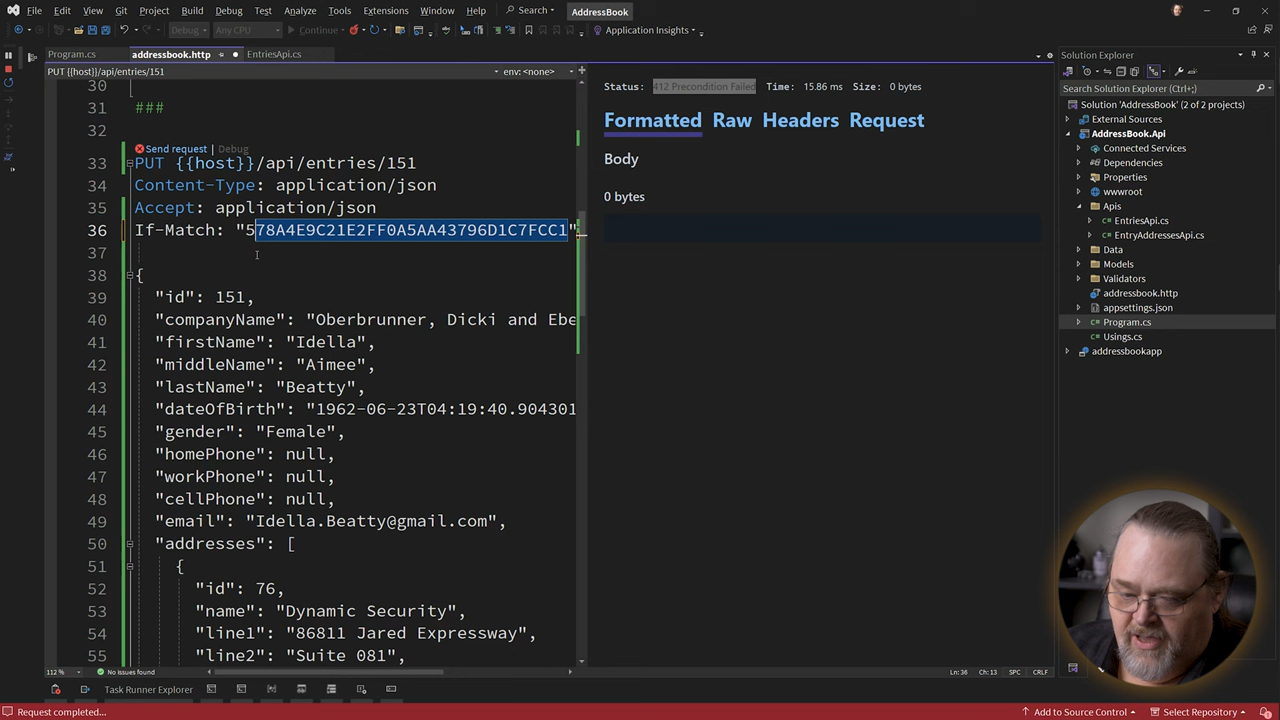 File Edit View Git Project Build Debug Test Analyze Tools Extensions Window Help Search AddressBook
Debug Any CPU Continue Application Insights
Program.cs addressbook.http EntriesApi.cs
PUT {{host}}/api/entries/151 env: <none>
30
31 ###
32
Send request | Debug
33 PUT {{host}}/api/entries/151
34 Content-Type: application/json
35 Accept: application/json
36 If-Match: "578A4E9C21E2FF0A5AA43796D1C7FCC1"
37
38 {
39 "id": 151,
40 "companyName": "Oberbrunner, Dicki and Ebe
41 "firstName": "Idella",
42 "middleName": "Aimee",
43 "lastName": "Beatty",
44 "dateOfBirth": "1962-06-23T04:19:40.904301
45 "gender": "Female",
46 "homePhone": null,
47 "workPhone": null,
48 "cellPhone": null,
49 "email": "Idella.Beatty@gmail.com",
50 "addresses": [
51 {
52 "id": 76,
53 "name": "Dynamic Security",
54 "line1": "86811 Jared Expressway",
55 "line2": "Suite 081",
112 % No issues found Ln: 36 Ch: 13 SPC CRLF
Status: 412 Precondition Failed Time: 15.86 ms Size: 0 bytes
Formatted Raw Headers Request
Body
0 bytes
Solution Explorer
Search Solution Explorer (Ctrl+;)
Solution 'AddressBook' (2 of 2 projects)
External Sources
AddressBook.Api
Connected Services
Dependencies
Properties
wwwroot
Apis
EntriesApi.cs
EntryAddressesApi.cs
Data
Models
Validators
addressbook.http
appsettings.json
Program.cs
Usings.cs
addressbookapp
Task Runner Explorer
Request completed... Add to Source Control Select Repository